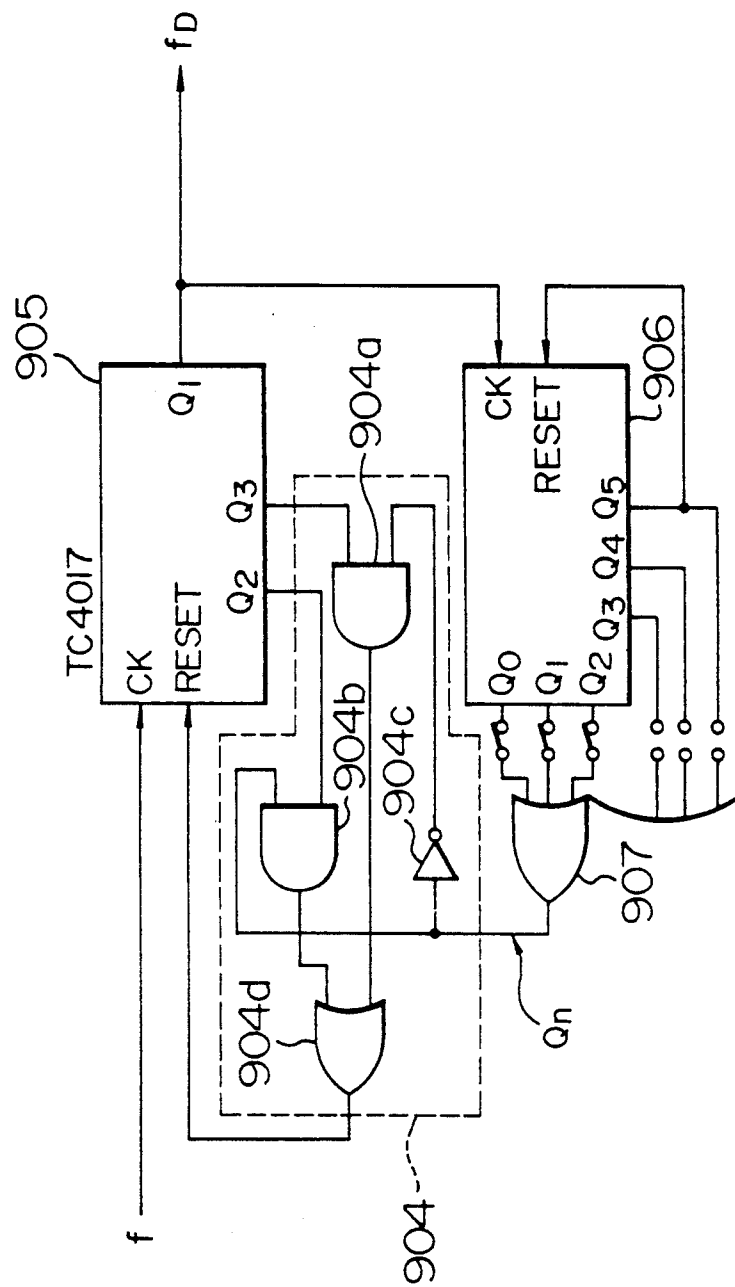 905
TC4017
CK
RESET
Q1
fD
Q2
Q3
f
904a
904b
904c
904d
904
Qn
907
906
CK
RESET
Q0
Q1
Q2
Q3
Q4
Q5